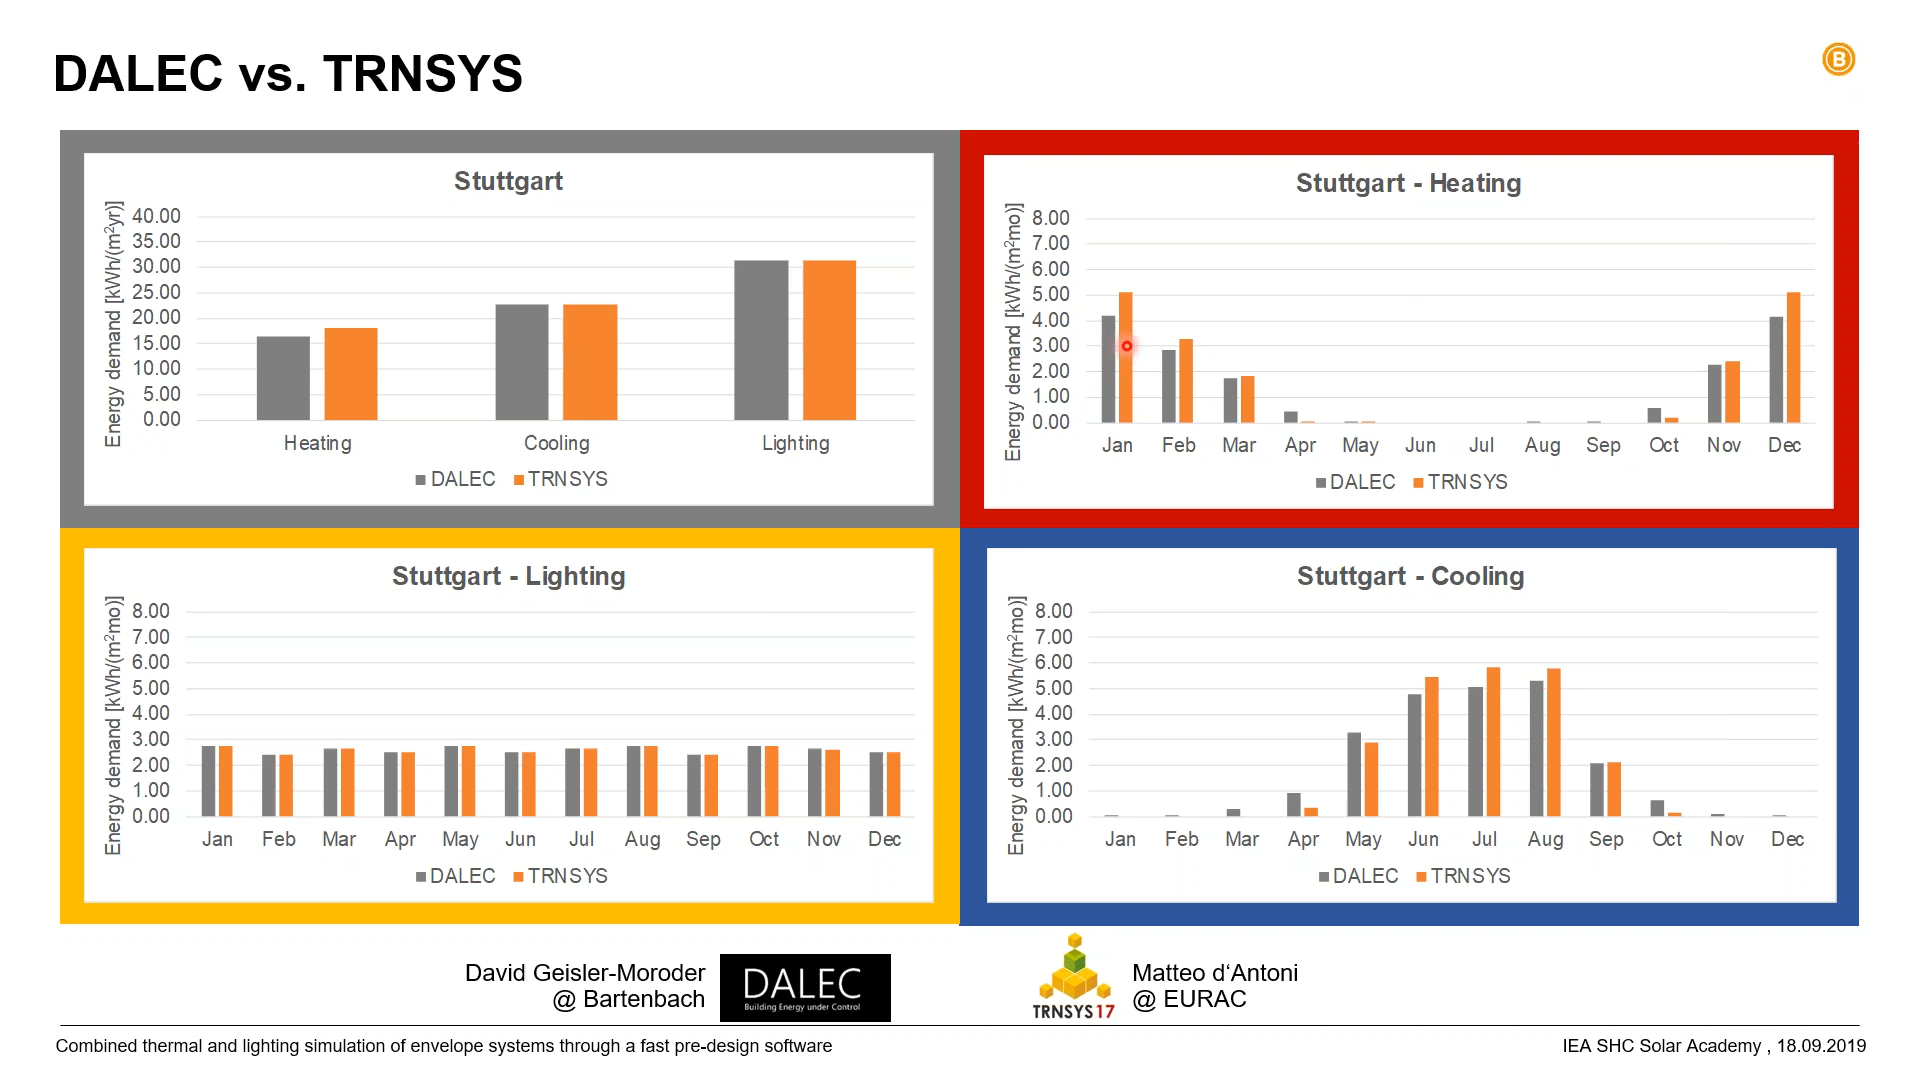 DALEC vs. TRNSYS
B
Stuttgart
Energy demand [kWh/(m²yr)]
40.00
35.00
30.00
25.00
20.00
15.00
10.00
5.00
0.00
Heating Cooling Lighting
DALEC TRNSYS
Stuttgart - Heating
Energy demand [kWh/(m²mo)]
8.00
7.00
6.00
5.00
4.00
3.00
2.00
1.00
0.00
Jan Feb Mar Apr May Jun Jul Aug Sep Oct Nov Dec
DALEC TRNSYS
Stuttgart - Lighting
Energy demand [kWh/(m²mo)]
8.00
7.00
6.00
5.00
4.00
3.00
2.00
1.00
0.00
Jan Feb Mar Apr May Jun Jul Aug Sep Oct Nov Dec
DALEC TRNSYS
Stuttgart - Cooling
Energy demand [kWh/(m²mo)]
8.00
7.00
6.00
5.00
4.00
3.00
2.00
1.00
0.00
Jan Feb Mar Apr May Jun Jul Aug Sep Oct Nov Dec
DALEC TRNSYS
David Geisler-Moroder
@ Bartenbach
DALEC
Building Energy under Control
TRNSYS17
Matteo d‘Antoni
@ EURAC
Combined thermal and lighting simulation of envelope systems through a fast pre-design software
IEA SHC Solar Academy , 18.09.2019